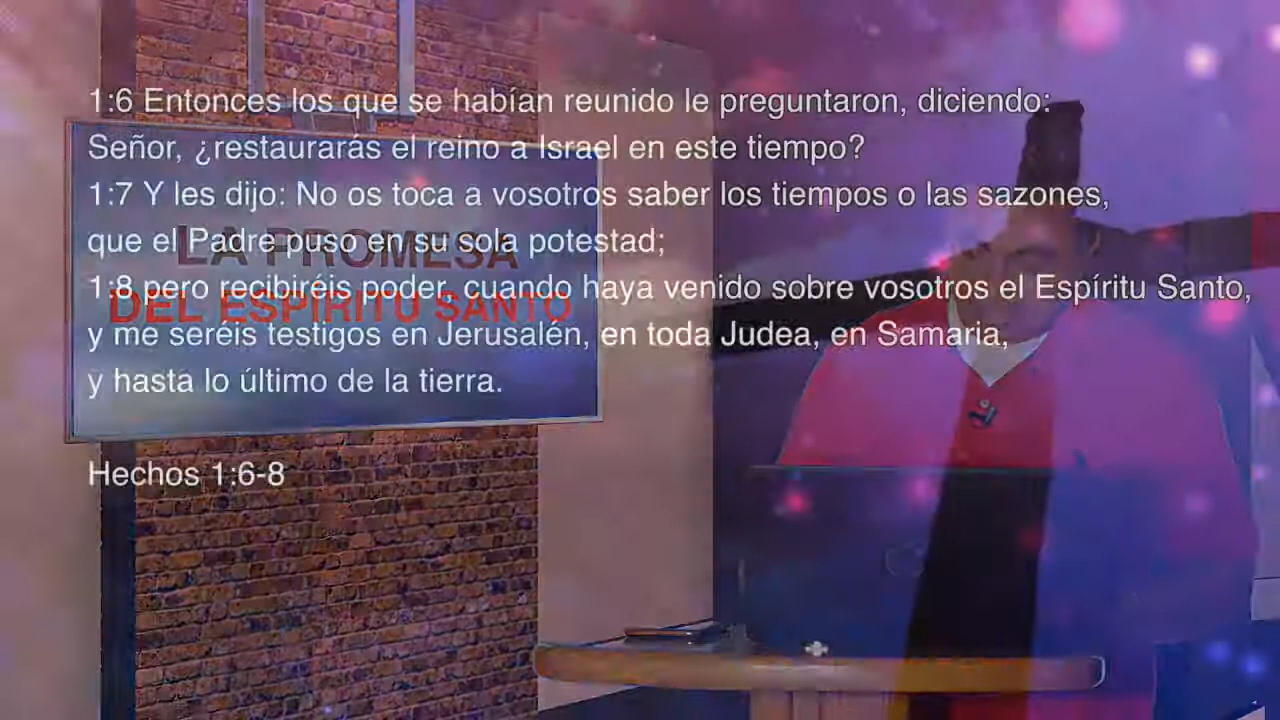 1:6 Entonces los que se habían reunido le preguntaron, diciendo:
Señor, ¿restaurarás el reino a Israel en este tiempo?
1:7 Y les dijo: No os toca a vosotros saber los tiempos o las sazones,
que el Padre puso en su sola potestad;
1:8 pero recibiréis poder, cuando haya venido sobre vosotros el Espíritu Santo,
y me seréis testigos en Jerusalén, en toda Judea, en Samaria,
y hasta lo último de la tierra.
Hechos 1:6-8
LA PROMESA
DEL ESPÍRITU SANTO